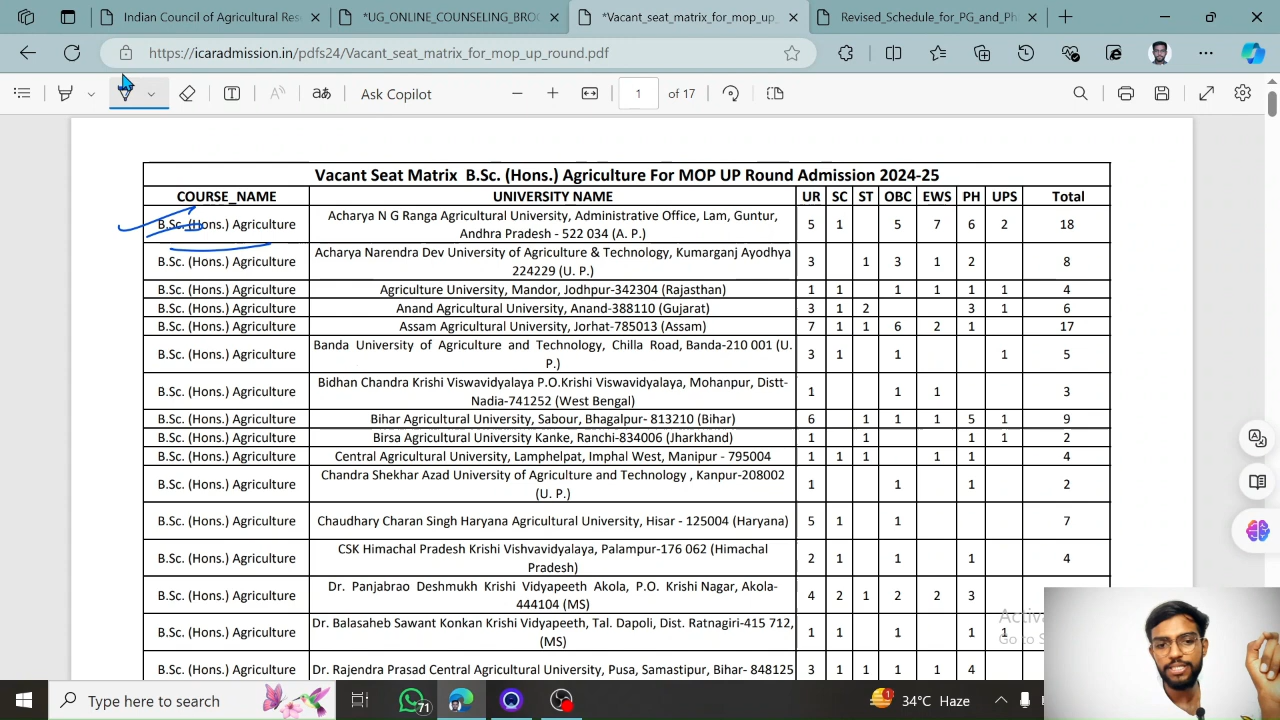 Indian Council of Agricultural Res
*UG_ONLINE_COUNSELING_BRO
*Vacant_seat_matrix_for_mop_up_
Revised_Schedule_for_PG_and_Ph
https://icaradmission.in/pdfs24/Vacant_seat_matrix_for_mop_up_round.pdf
Ask Copilot
1 of 17
Vacant Seat Matrix B.Sc. (Hons.) Agriculture For MOP UP Round Admission 2024-25
COURSE_NAME UNIVERSITY NAME UR SC ST OBC EWS PH UPS Total
B.Sc. (Hons.) Agriculture Acharya N G Ranga Agricultural University, Administrative Office, Lam, Guntur, 5 1 5 7 6 2 18
Andhra Pradesh - 522 034 (A. P.)
B.Sc. (Hons.) Agriculture Acharya Narendra Dev University of Agriculture & Technology, Kumarganj Ayodhya 3 1 3 1 2 8
224229 (U. P.)
B.Sc. (Hons.) Agriculture Agriculture University, Mandor, Jodhpur-342304 (Rajasthan) 1 1 1 1 1 1 4
B.Sc. (Hons.) Agriculture Anand Agricultural University, Anand-388110 (Gujarat) 3 1 2 3 1 6
B.Sc. (Hons.) Agriculture Assam Agricultural University, Jorhat-785013 (Assam) 7 1 1 6 2 1 17
B.Sc. (Hons.) Agriculture Banda University of Agriculture and Technology, Chilla Road, Banda-210 001 (U. 3 1 1 1 5
P.)
B.Sc. (Hons.) Agriculture Bidhan Chandra Krishi Viswavidyalaya P.O.Krishi Viswavidyalaya, Mohanpur, Distt- 1 1 1 3
Nadia-741252 (West Bengal)
B.Sc. (Hons.) Agriculture Bihar Agricultural University, Sabour, Bhagalpur- 813210 (Bihar) 6 1 1 1 5 1 9
B.Sc. (Hons.) Agriculture Birsa Agricultural University Kanke, Ranchi-834006 (Jharkhand) 1 1 1 1 2
B.Sc. (Hons.) Agriculture Central Agricultural University, Lamphelpat, Imphal West, Manipur - 795004 1 1 1 1 1 4
B.Sc. (Hons.) Agriculture Chandra Shekhar Azad University of Agriculture and Technology , Kanpur-208002 1 1 1 2
(U. P.)
B.Sc. (Hons.) Agriculture Chaudhary Charan Singh Haryana Agricultural University, Hisar - 125004 (Haryana) 5 1 1 7
B.Sc. (Hons.) Agriculture CSK Himachal Pradesh Krishi Vishvavidyalaya, Palampur-176 062 (Himachal 2 1 1 1 4
Pradesh)
B.Sc. (Hons.) Agriculture Dr. Panjabrao Deshmukh Krishi Vidyapeeth Akola, P.O. Krishi Nagar, Akola- 4 2 1 2 2 3
444104 (MS)
B.Sc. (Hons.) Agriculture Dr. Balasaheb Sawant Konkan Krishi Vidyapeeth, Tal. Dapoli, Dist. Ratnagiri-415 712, 1 1 1 1 1
(MS)
B.Sc. (Hons.) Agriculture Dr. Rajendra Prasad Central Agricultural University, Pusa, Samastipur, Bihar- 848125 3 1 1 1 1 4
Activ
Go to S
Type here to search
71
1
34°C Haze